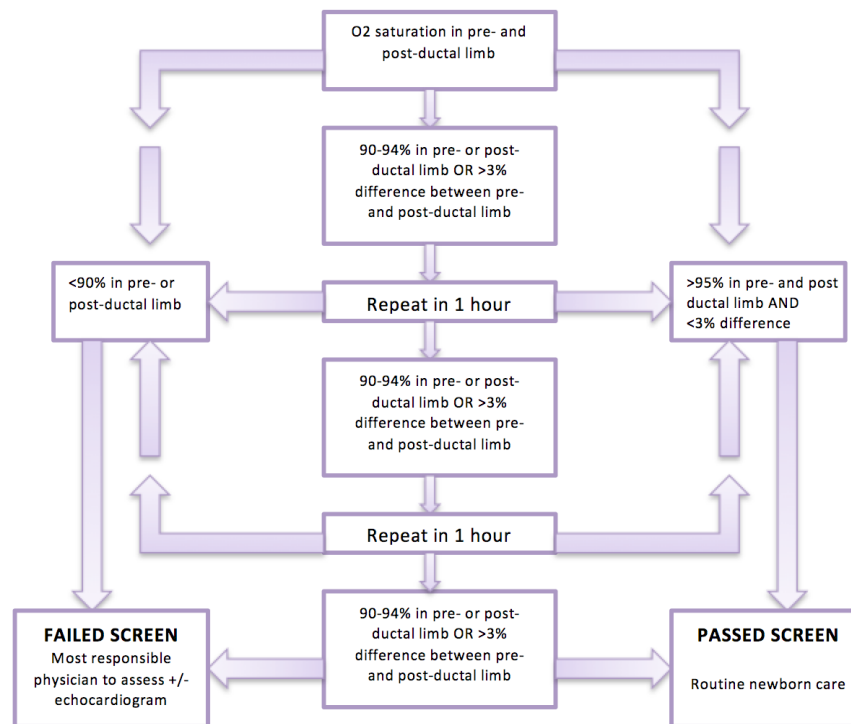 O2 saturation in pre- and
post-ductal limb
90-94% in pre- or post-
ductal limb OR >3%
difference between pre-
and post-ductal limb
<90% in pre- or
post-ductal limb
Repeat in 1 hour
>95% in pre- and post
ductal limb AND
<3% difference
90-94% in pre- or post-
ductal limb OR >3%
difference between pre-
and post-ductal limb
Repeat in 1 hour
FAILED SCREEN
Most responsible
physician to assess +/-
echocardiogram
90-94% in pre- or post-
ductal limb OR >3%
difference between pre-
and post-ductal limb
PASSED SCREEN
Routine newborn care